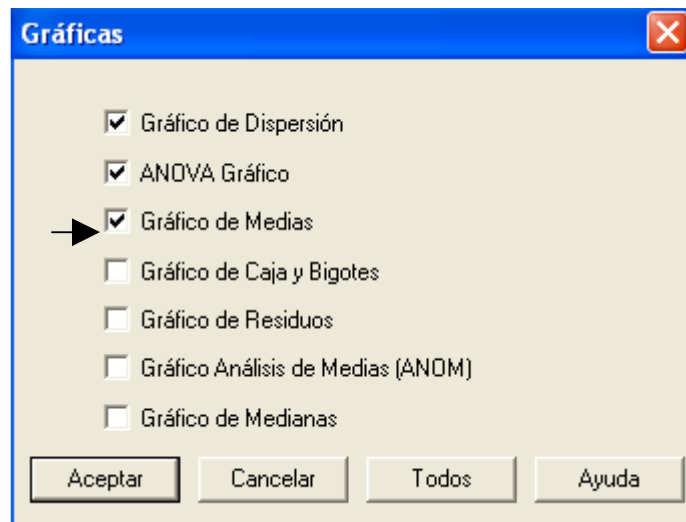 Gráficas
Gráfico de Dispersión
ANOVA Gráfico
Gráfico de Medias
Gráfico de Caja y Bigotes
Gráfico de Residuos
Gráfico Análisis de Medias (ANOM)
Gráfico de Medianas
Aceptar Cancelar Todos Ayuda